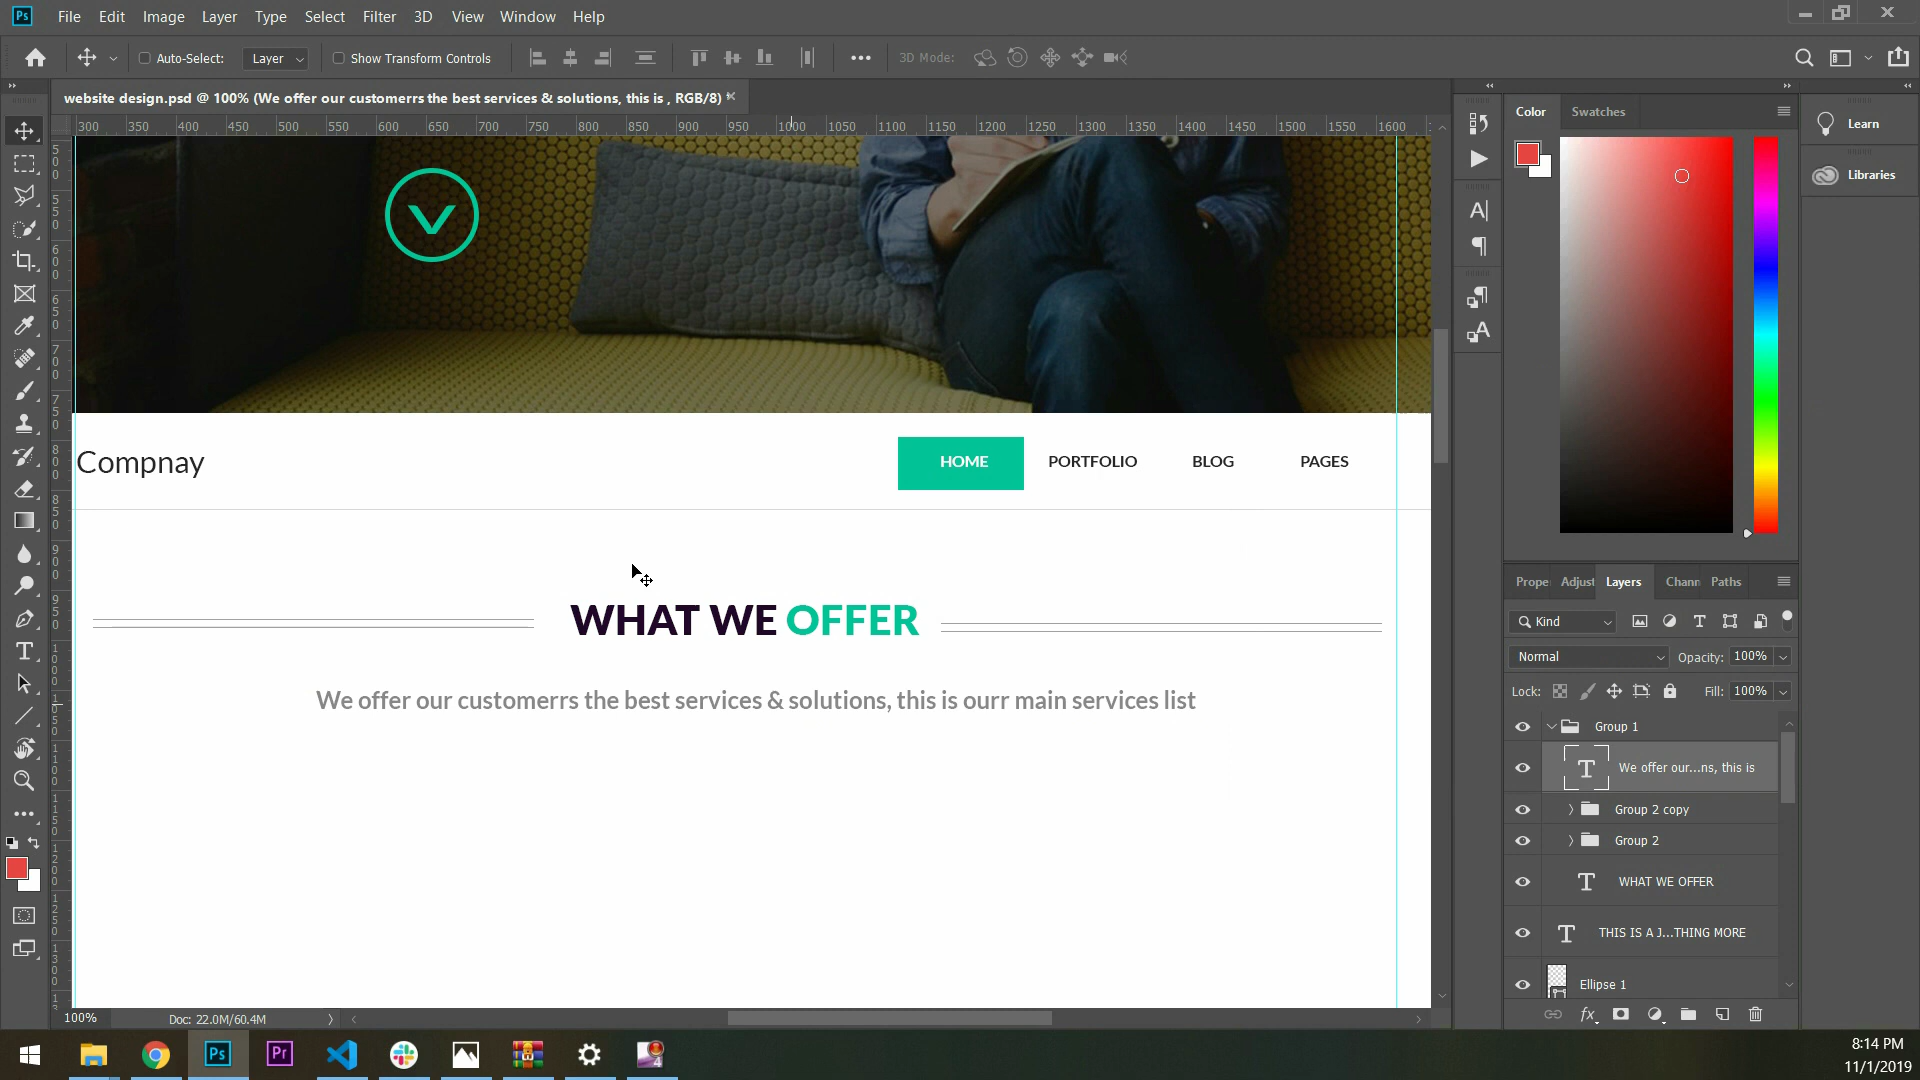 Ps File Edit Image Layer Type Select Filter 3D View Window Help
Auto-Select: Layer Show Transform Controls 3D Mode:
website design.psd @ 100% (We offer our customerrs the best services & solutions, this is , RGB/8) *
300 350 400 450 500 550 600 650 700 750 800 850 900 950 1000 1050 1100 1150 1200 1250 1300 1350 1400 1450 1500 1550 1600
Color Swatches
Learn
Libraries
Compnay HOME PORTFOLIO BLOG PAGES
WHAT WE OFFER
We offer our customerrs the best services & solutions, this is ourr main services list
Prope Adjust Layers Chann Paths
Kind
Normal Opacity: 100%
Lock: Fill: 100%
Group 1
We offer our...ns, this is
Group 2 copy
Group 2
WHAT WE OFFER
THIS IS A J...THING MORE
Ellipse 1
100% Doc: 22.0M/60.4M
Ps Pr 4
8:14 PM
11/1/2019